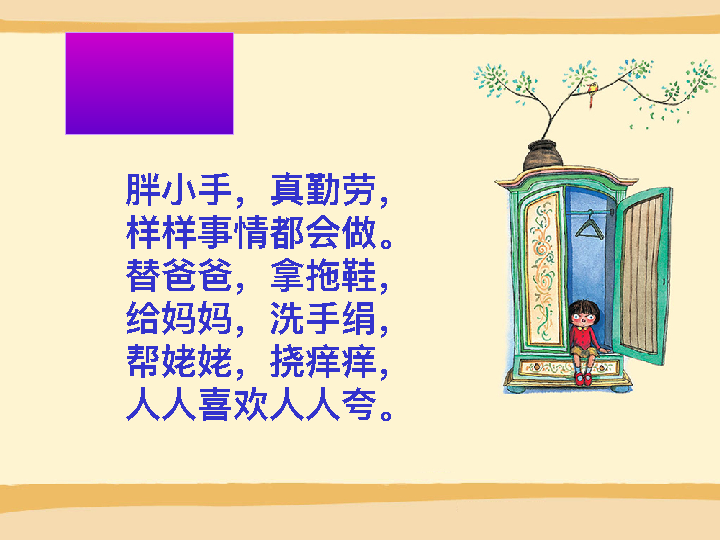 胖小手，真勤劳，
样样事情都会做。
替爸爸，拿拖鞋，
给妈妈，洗手绢，
帮姥姥，挠痒痒，
人人喜欢人人夸。